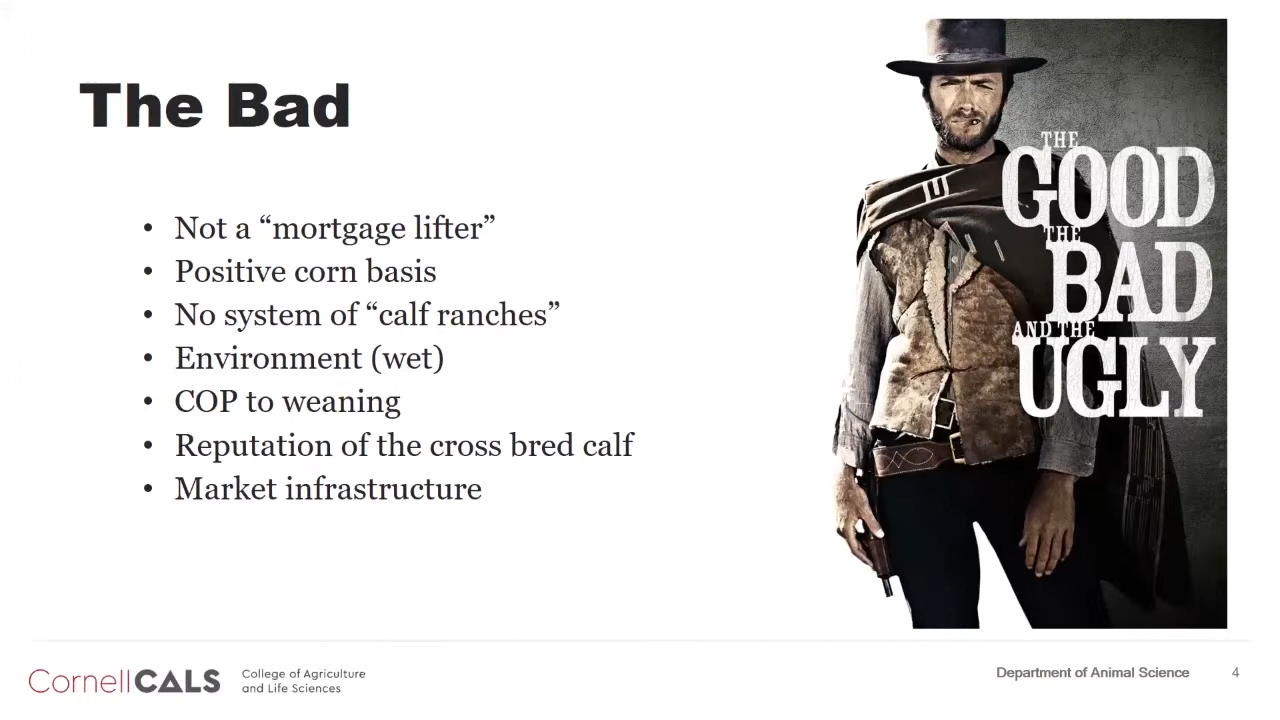 The Bad
• Not a “mortgage lifter”
• Positive corn basis
• No system of “calf ranches”
• Environment (wet)
• COP to weaning
• Reputation of the cross bred calf
• Market infrastructure
THE
GOOD
THE
BAD
AND THE
UGLY
CornellCALS
College of Agriculture
and Life Sciences
Department of Animal Science
4